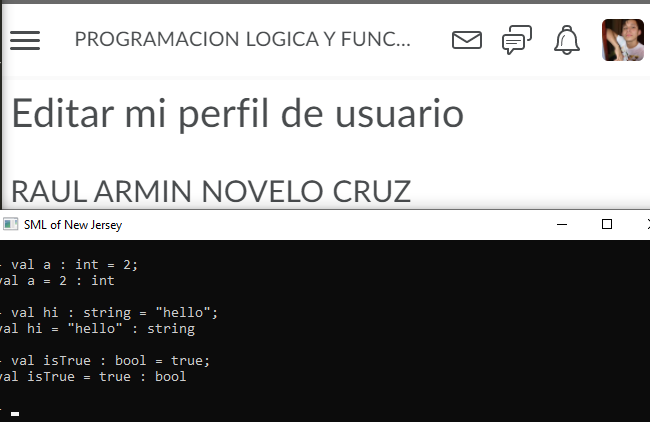 PROGRAMACION LOGICA Y FUNC...
Editar mi perfil de usuario
RAUL ARMIN NOVELO CRUZ
SML of New Jersey
- val a : int = 2;
val a = 2 : int
- val hi : string = "hello";
val hi = "hello" : string
- val isTrue : bool = true;
val isTrue = true : bool
-